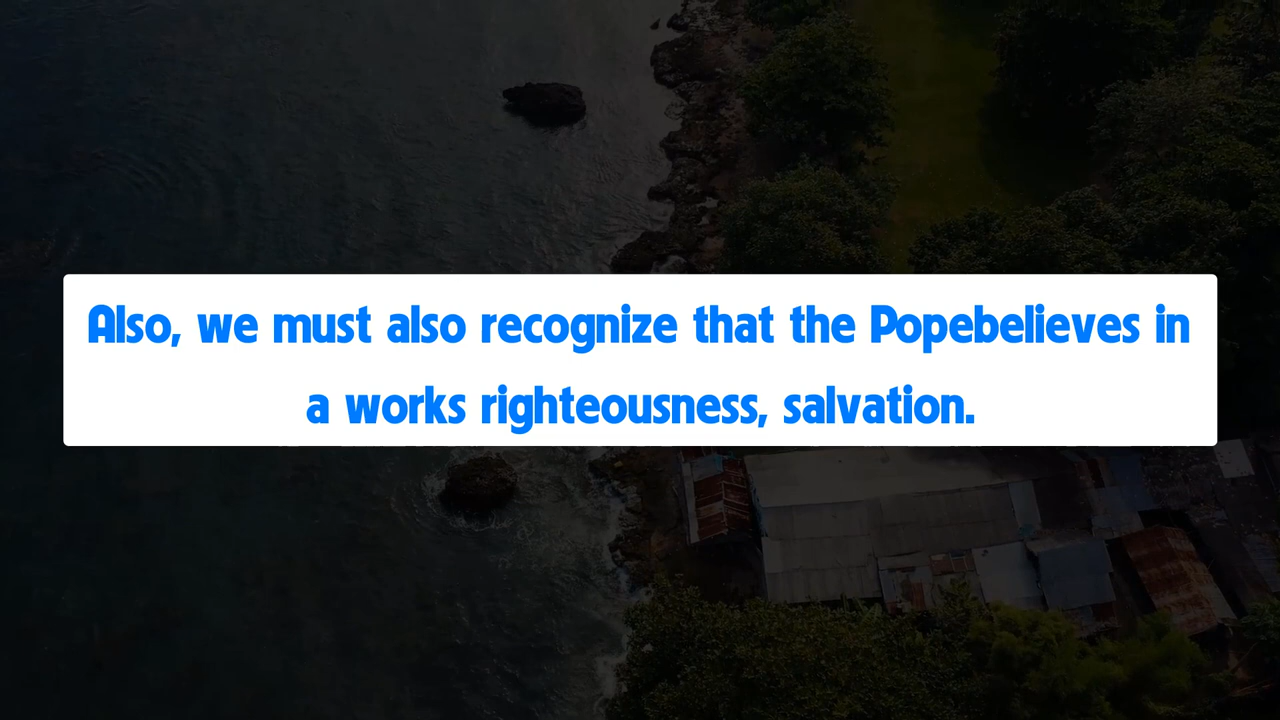 Also, we must also recognize that the Popebelieves in
a works righteousness, salvation.